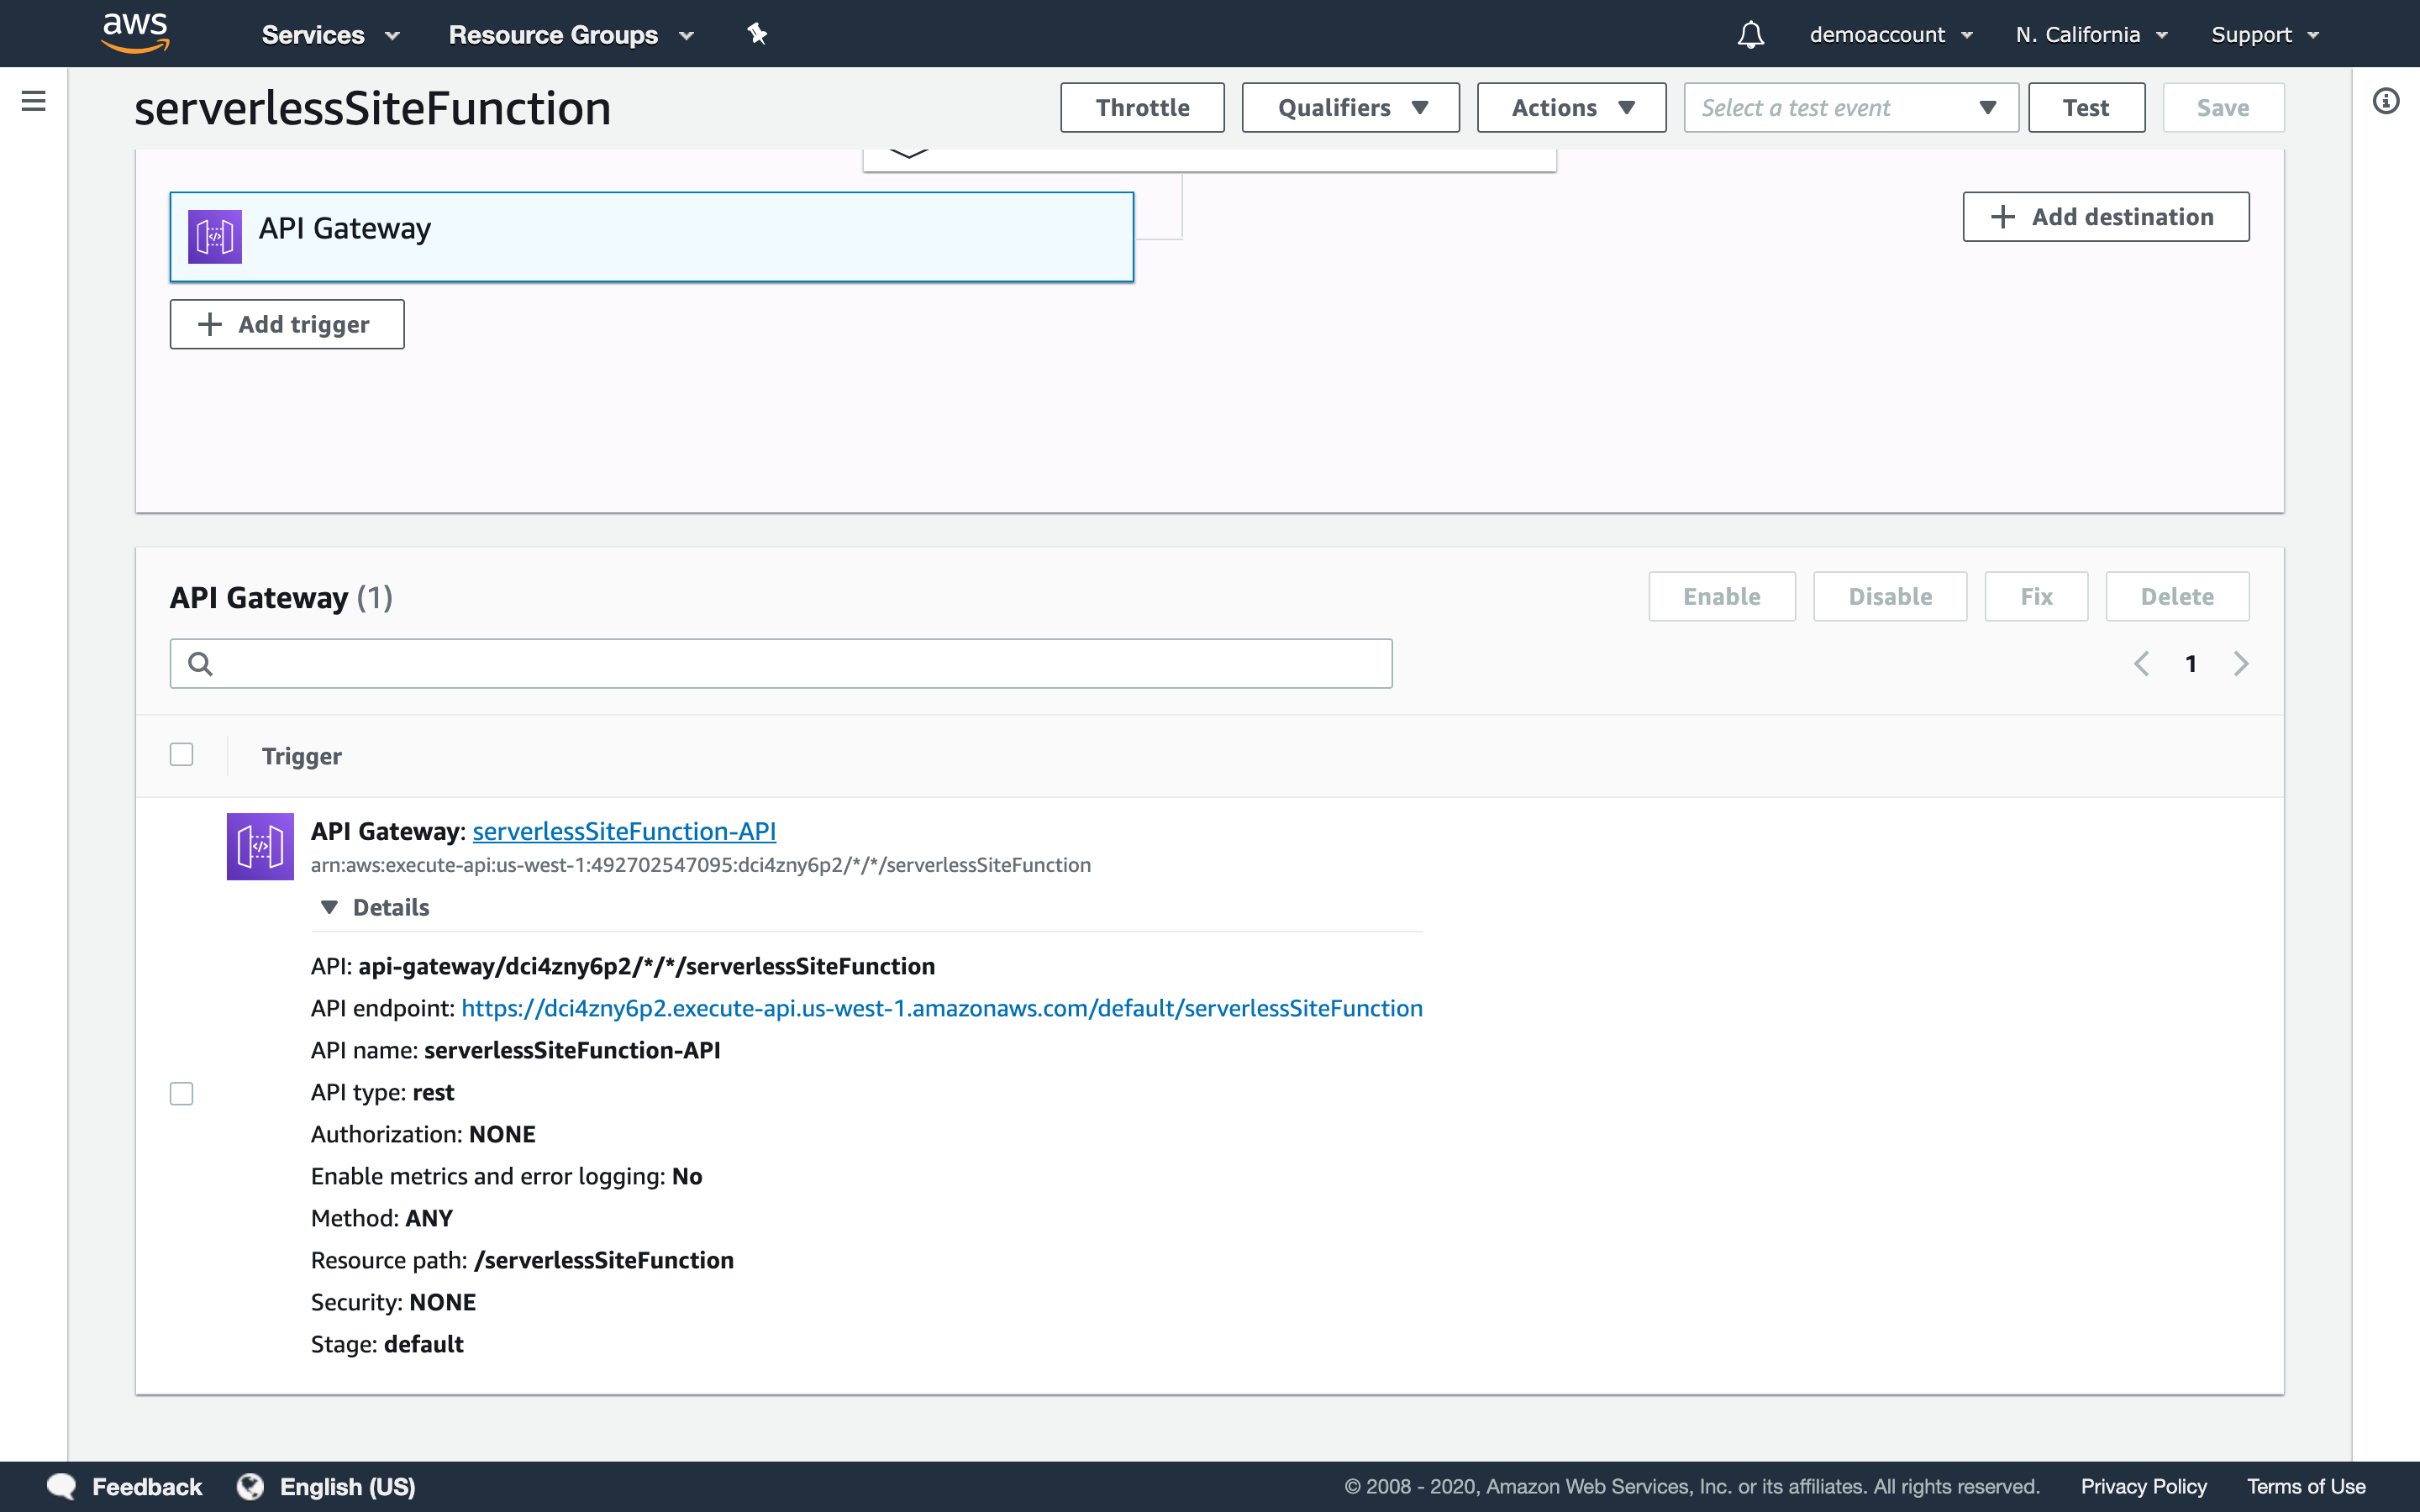 aws Services Resource Groups demoaccount N. California Support
serverlessSiteFunction Throttle Qualifiers Actions Select a test event Test Save
API Gateway
Add destination
Add trigger
API Gateway (1) Enable Disable Fix Delete
1
Trigger
API Gateway: serverlessSiteFunction-API
arn:aws:execute-api:us-west-1:492702547095:dci4zny6p2/*/*/serverlessSiteFunction
Details
API: api-gateway/dci4zny6p2/*/*/serverlessSiteFunction
API endpoint: https://dci4zny6p2.execute-api.us-west-1.amazonaws.com/default/serverlessSiteFunction
API name: serverlessSiteFunction-API
API type: rest
Authorization: NONE
Enable metrics and error logging: No
Method: ANY
Resource path: /serverlessSiteFunction
Security: NONE
Stage: default
Feedback English (US) © 2008 - 2020, Amazon Web Services, Inc. or its affiliates. All rights reserved. Privacy Policy Terms of Use